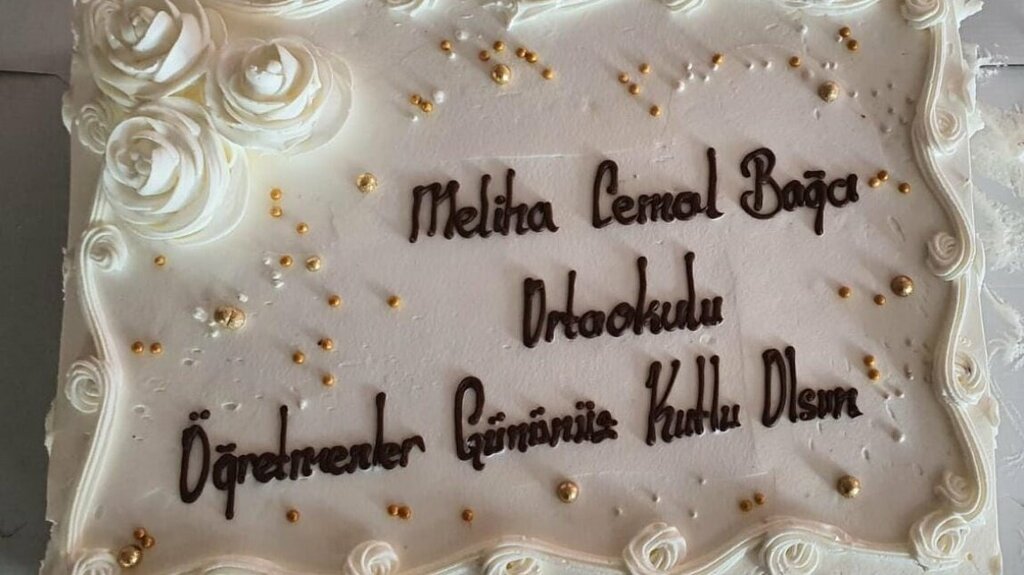 Meliha Cemal Bağcı
Ortaokulu
Öğretmenler Gününüz Kutlu Olsun